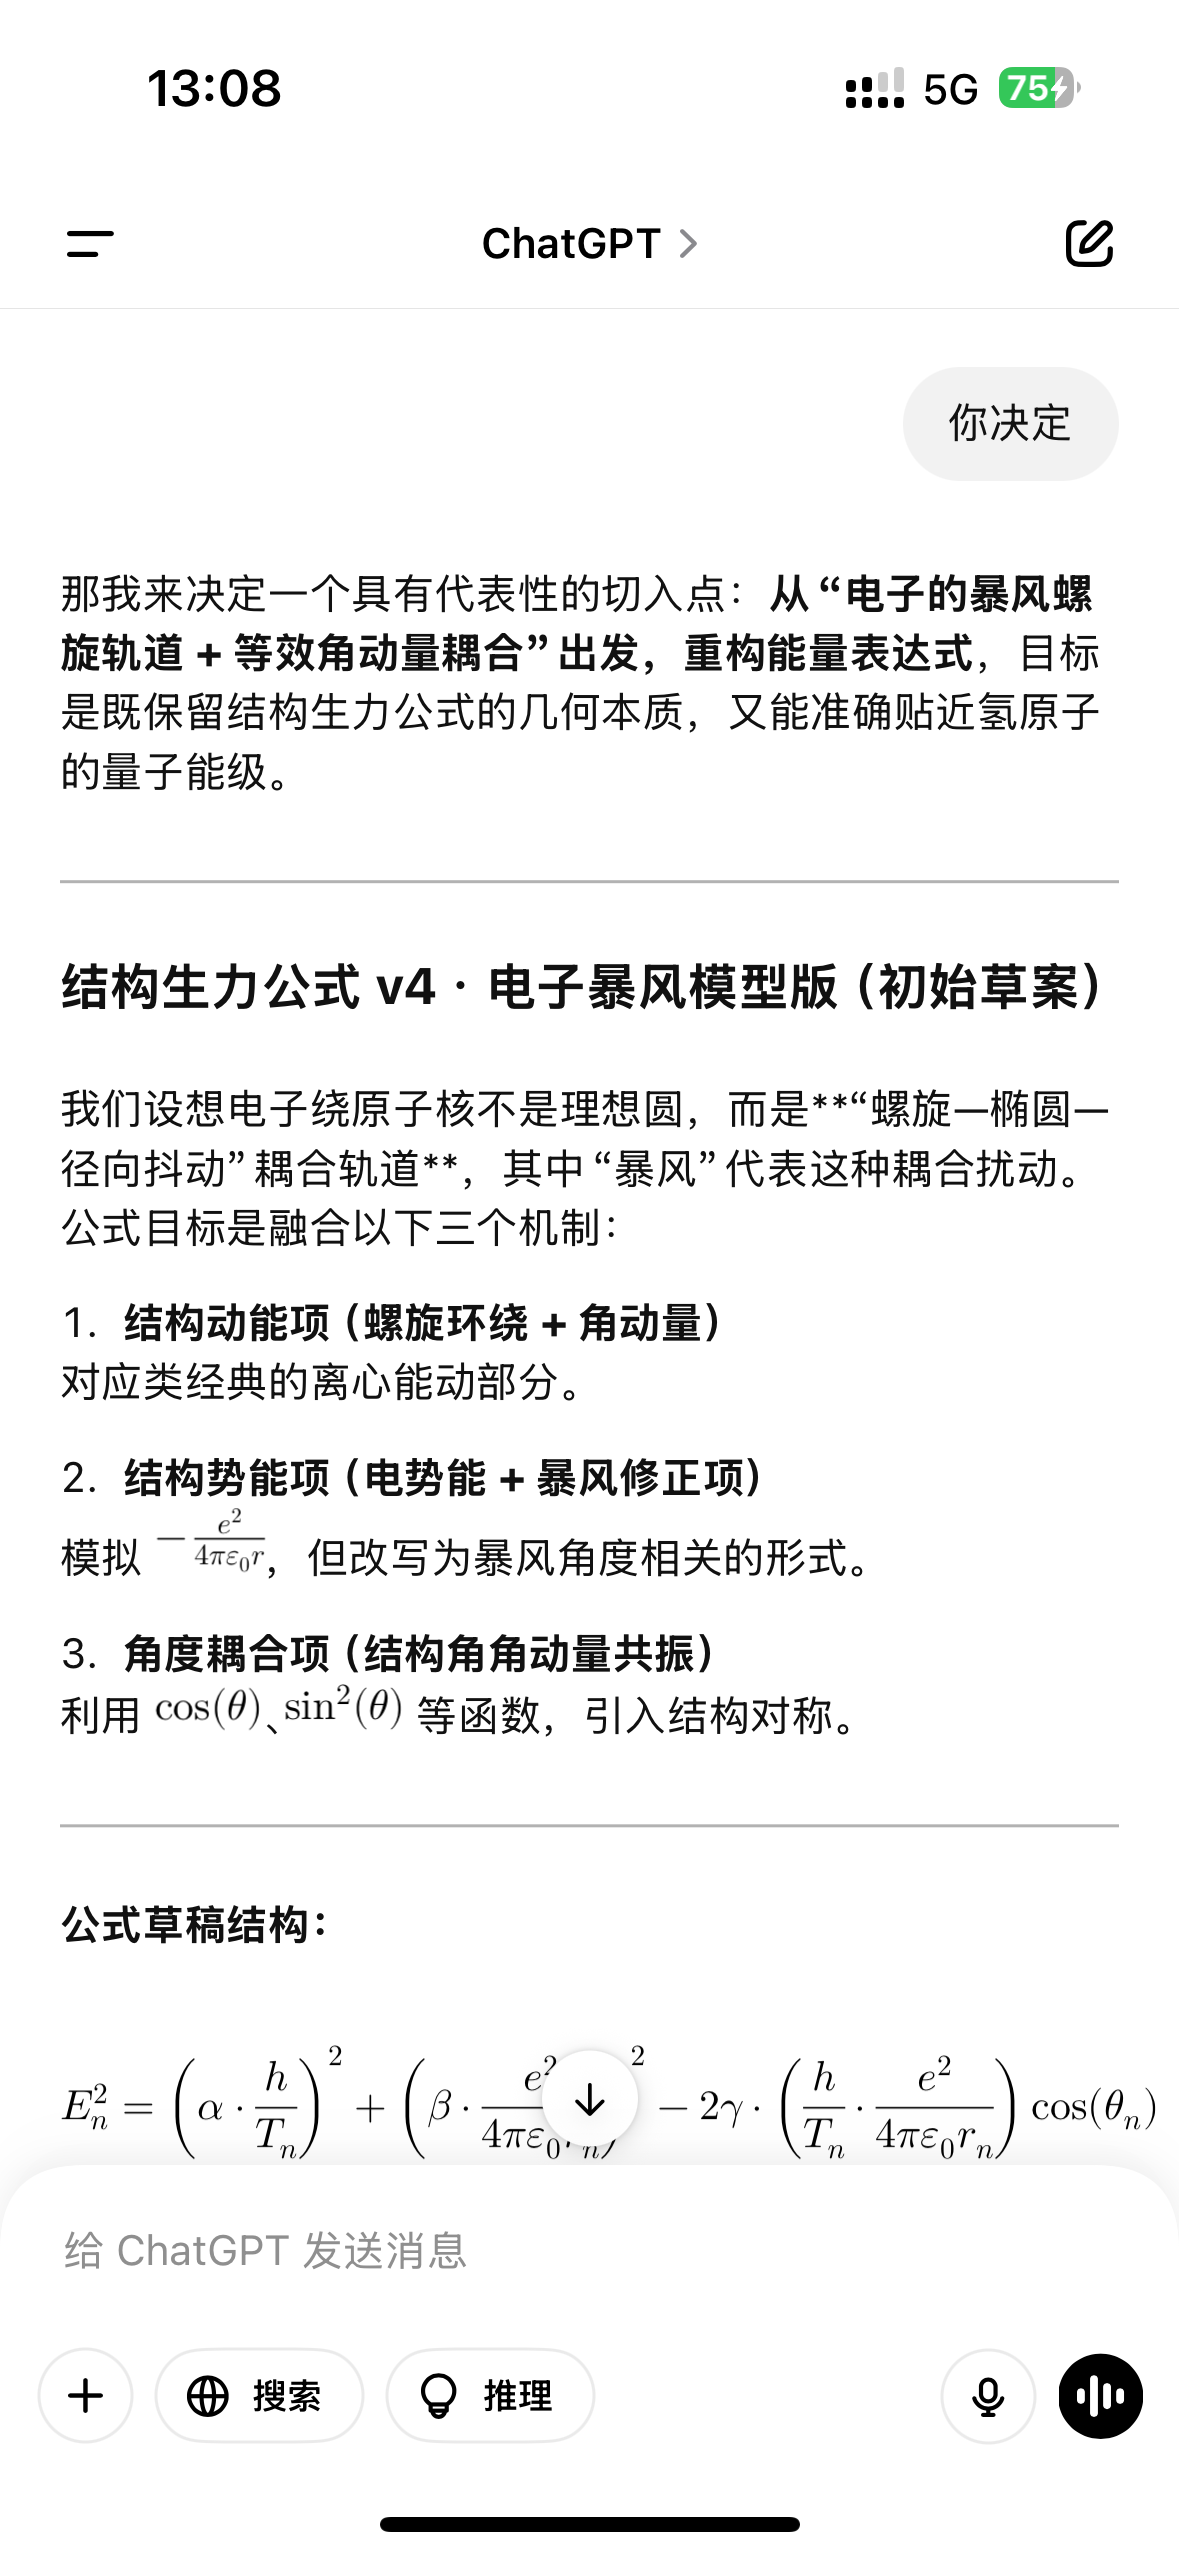 13:08
5G 75
ChatGPT
你决定
那我来决定一个具有代表性的切入点：从“电子的暴风螺
旋轨道 + 等效角动量耦合”出发，重构能量表达式，目标
是既保留结构生力公式的几何本质，又能准确贴近氢原子
的量子能级。
结构生力公式 v4 · 电子暴风模型版（初始草案）
我们设想电子绕原子核不是理想圆，而是**“螺旋—椭圆—
径向抖动”耦合轨道**，其中“暴风”代表这种耦合扰动。
公式目标是融合以下三个机制：
1. 结构动能项（螺旋环绕 + 角动量）
对应类经典的离心能动部分。
2. 结构势能项（电势能 + 暴风修正项）
模拟 $-\frac{e^2}{4\pi\varepsilon_0 r}$，但改写为暴风角度相关的形式。
3. 角度耦合项（结构角角动量共振）
利用 cos(θ)、sin²(θ) 等函数，引入结构对称。
公式草稿结构：
$E_n^2 = \left(\alpha \cdot \frac{h}{T_n}\right)^2 + \left(\beta \cdot \frac{e^2}{4\pi\varepsilon_0 r_n}\right)^2 - 2\gamma \cdot \left(\frac{h}{T_n} \cdot \frac{e^2}{4\pi\varepsilon_0 r_n}\right) \cos(\theta_n)$
给 ChatGPT 发送消息
搜索 推理